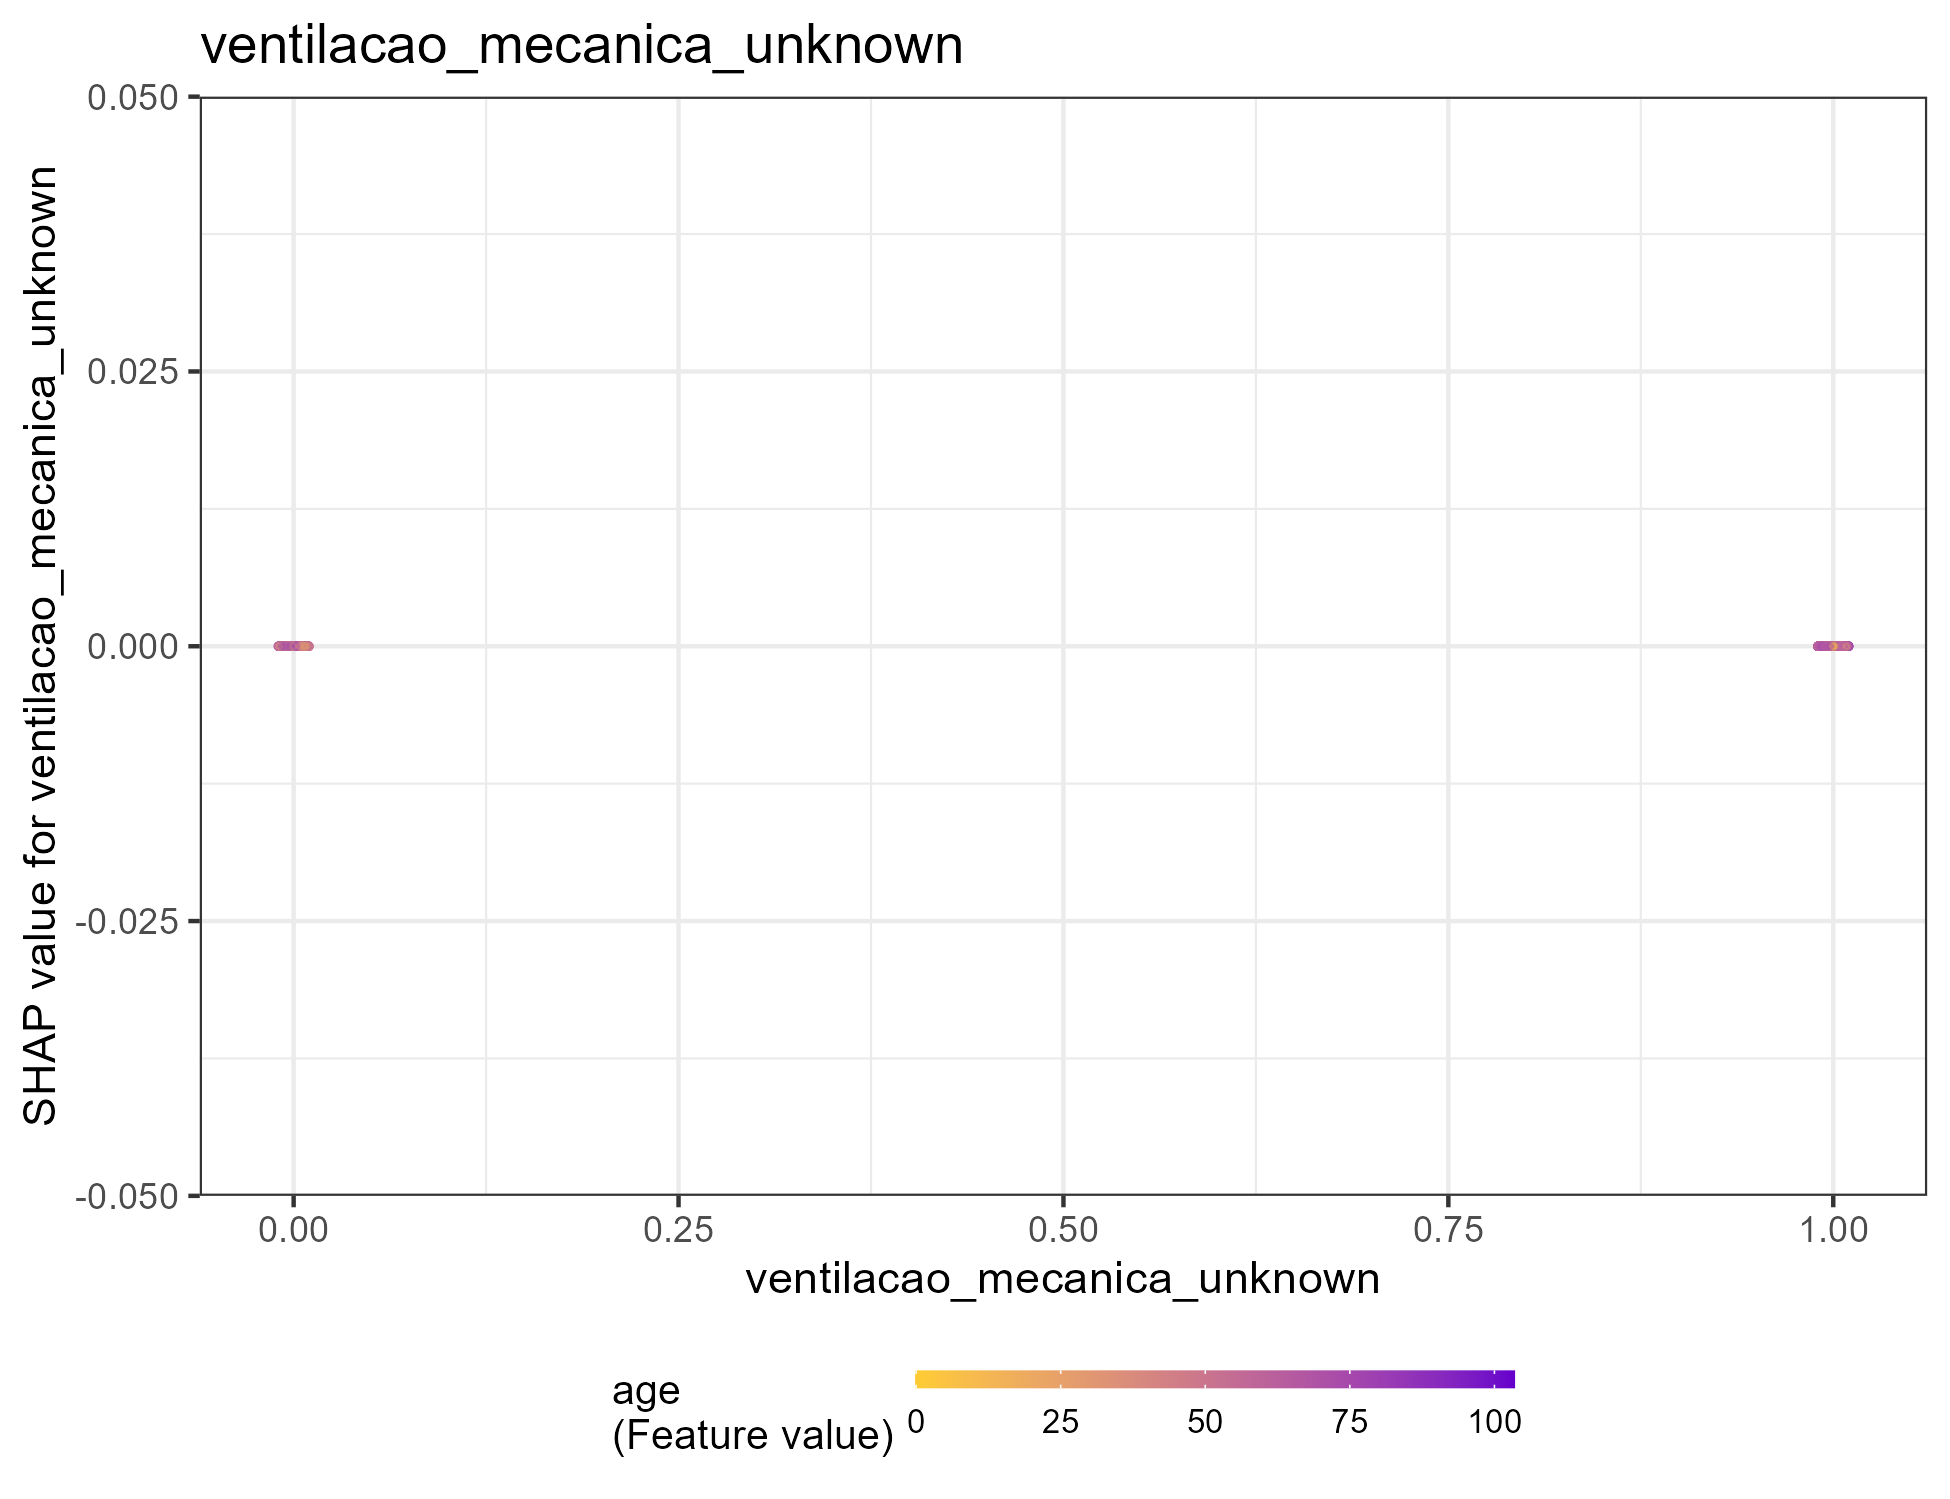 ventilacao_mecanica_unknown
SHAP value for ventilacao_mecanica_unknown
0.050
0.025
0.000
-0.025
-0.050
0.00 0.25 0.50 0.75 1.00
ventilacao_mecanica_unknown
age
(Feature value)
0 25 50 75 100